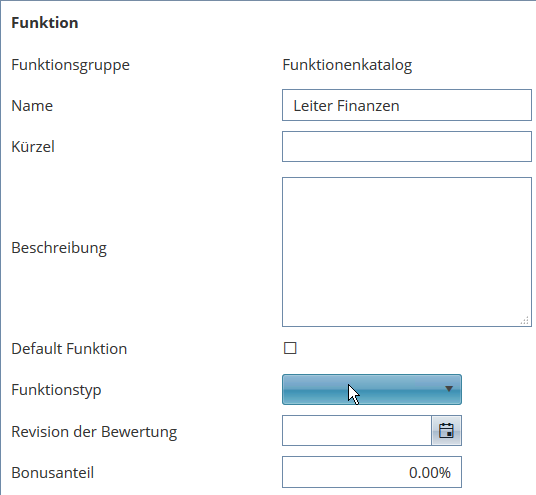 Funktion
Funktionsgruppe Funktionenkatalog
Name Leiter Finanzen
Kürzel
Beschreibung
Default Funktion
Funktionstyp
Revision der Bewertung
Bonusanteil 0.00%